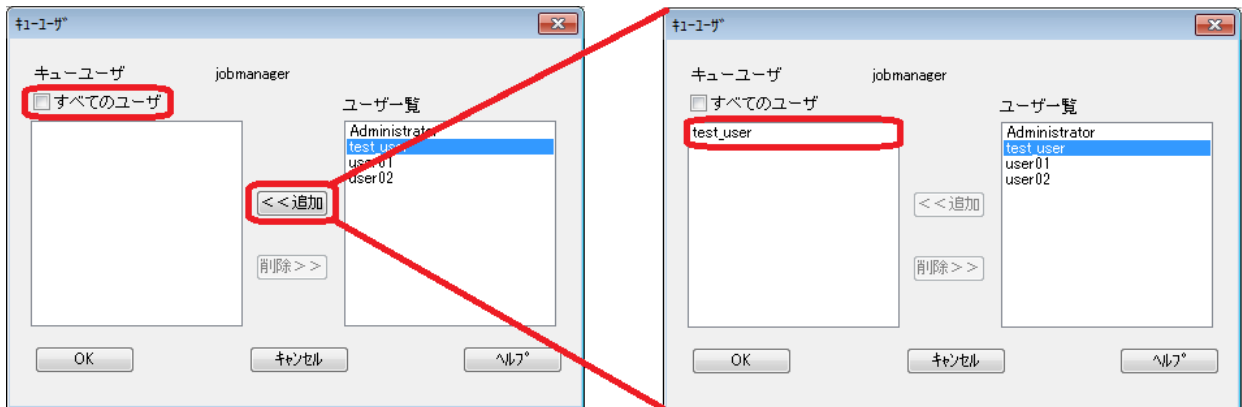 ｷｭｰﾕｰｻﾞ
キューユーザ jobmanager
すべてのユーザ
ユーザ一覧
Administrator
test_user
user01
user02
<<追加
削除>>
OK
ｷｬﾝｾﾙ
ﾍﾙﾌﾟ
ｷｭｰﾕｰｻﾞ
キューユーザ jobmanager
すべてのユーザ
ユーザ一覧
test_user
Administrator
test_user
user01
user02
<<追加
削除>>
OK
ｷｬﾝｾﾙ
ﾍﾙﾌﾟ